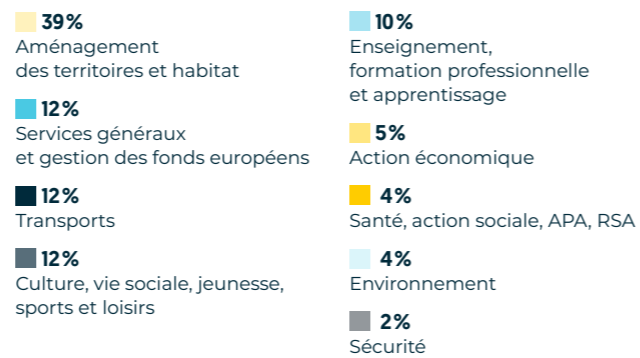 39%
Aménagement
des territoires et habitat
12%
Services généraux
et gestion des fonds européens
12%
Transports
12%
Culture, vie sociale, jeunesse,
sports et loisirs
10%
Enseignement,
formation professionnelle
et apprentissage
5%
Action économique
4%
Santé, action sociale, APA, RSA
4%
Environnement
2%
Sécurité